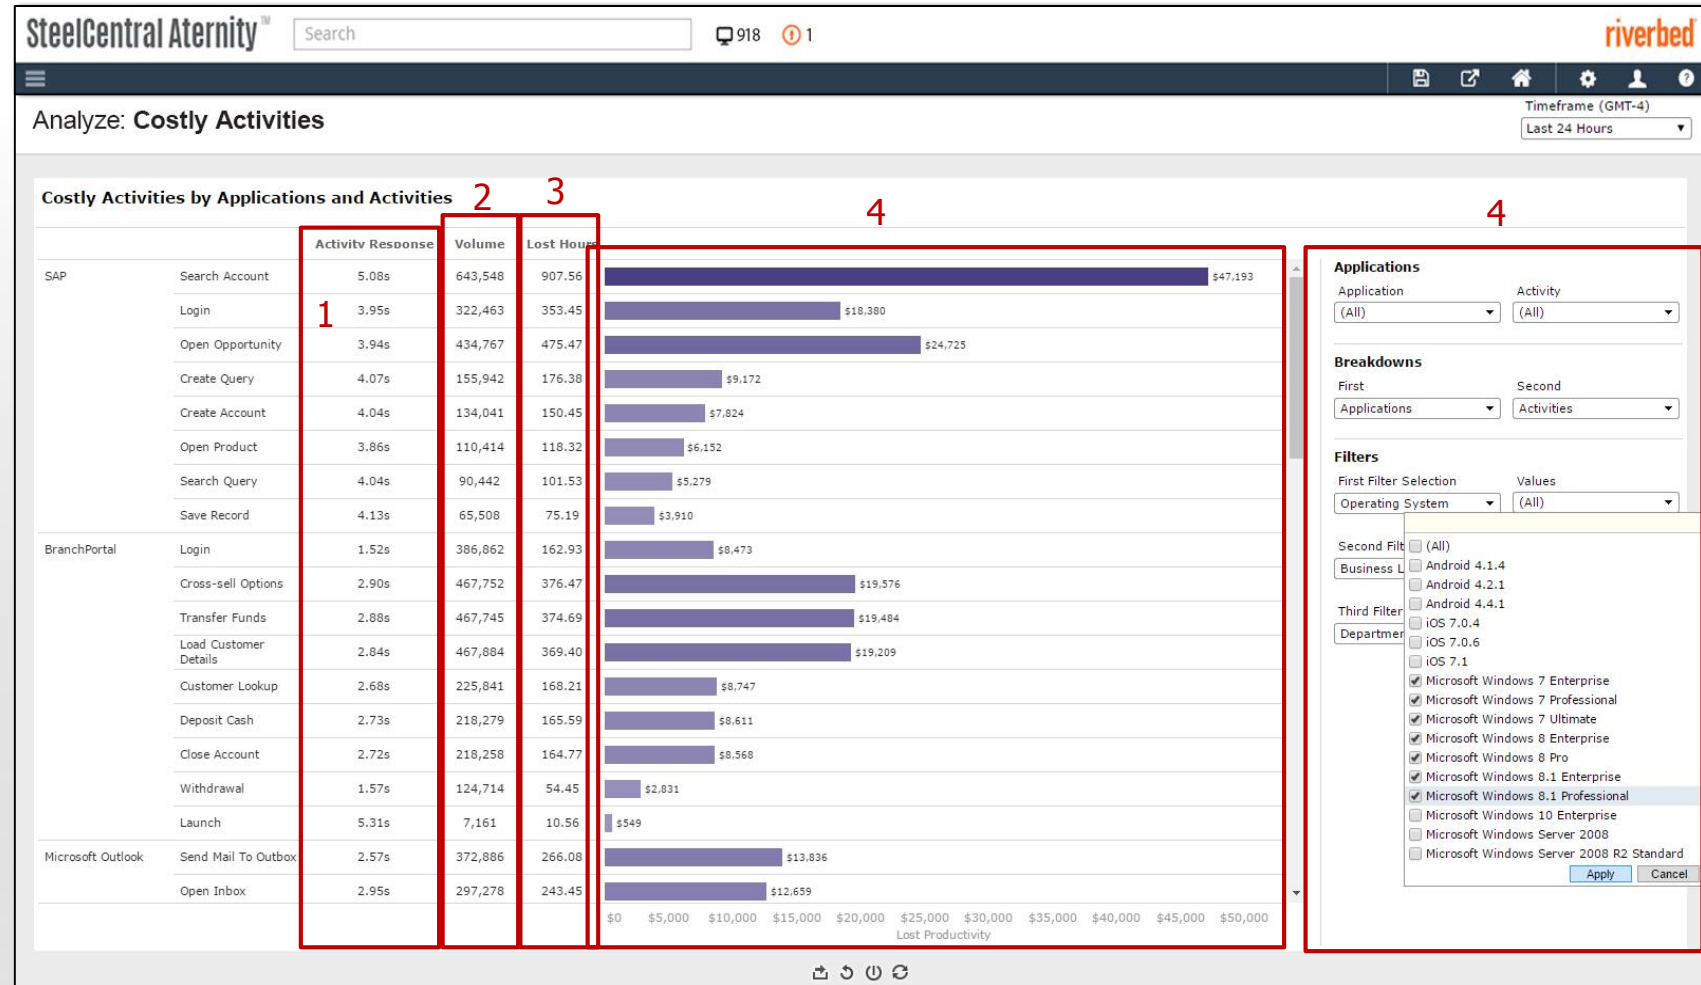 SteelCentral Aternity™ Search 918 1 riverbed
Timeframe (GMT-4)
Analyze: Costly Activities
Last 24 Hours
Costly Activities by Applications and Activities
2 3 4 4
Activity Response Volume Lost Hours
SAP Search Account 5.08s 643,548 907.56 $47,193
1
Login 3.95s 322,463 353.45 $18,380
Open Opportunity 3.94s 434,767 475.47 $24,725
Create Query 4.07s 155,942 176.38 $9,172
Create Account 4.04s 134,041 150.45 $7,824
Open Product 3.86s 110,414 118.32 $6,152
Search Query 4.04s 90,442 101.53 $5,279
Save Record 4.13s 65,508 75.19 $3,910
BranchPortal Login 1.52s 386,862 162.93 $8,473
Cross-sell Options 2.90s 467,752 376.47 $19,576
Transfer Funds 2.88s 467,745 374.69 $19,484
Load Customer
Details 2.84s 467,884 369.40 $19,209
Customer Lookup 2.68s 225,841 168.21 $8,747
Deposit Cash 2.73s 218,279 165.59 $8,611
Close Account 2.72s 218,258 164.77 $8,568
Withdrawal 1.57s 124,714 54.45 $2,831
Launch 5.31s 7,161 10.56 $549
Microsoft Outlook Send Mail To Outbox 2.57s 372,886 266.08 $13,836
Open Inbox 2.95s 297,278 243.45 $12,659
$0 $5,000 $10,000 $15,000 $20,000 $25,000 $30,000 $35,000 $40,000 $45,000 $50,000
Lost Productivity
Applications
Application Activity
(All) (All)
Breakdowns
First Second
Applications Activities
Filters
First Filter Selection Values
Operating System (All)
Second Filt
Business L
Third Filter
Departmer
(All)
Android 4.1.4
Android 4.2.1
Android 4.4.1
iOS 7.0.4
iOS 7.0.6
iOS 7.1
Microsoft Windows 7 Enterprise
Microsoft Windows 7 Professional
Microsoft Windows 7 Ultimate
Microsoft Windows 8 Enterprise
Microsoft Windows 8 Pro
Microsoft Windows 8.1 Enterprise
Microsoft Windows 8.1 Professional
Microsoft Windows 10 Enterprise
Microsoft Windows Server 2008
Microsoft Windows Server 2008 R2 Standard
Apply Cancel